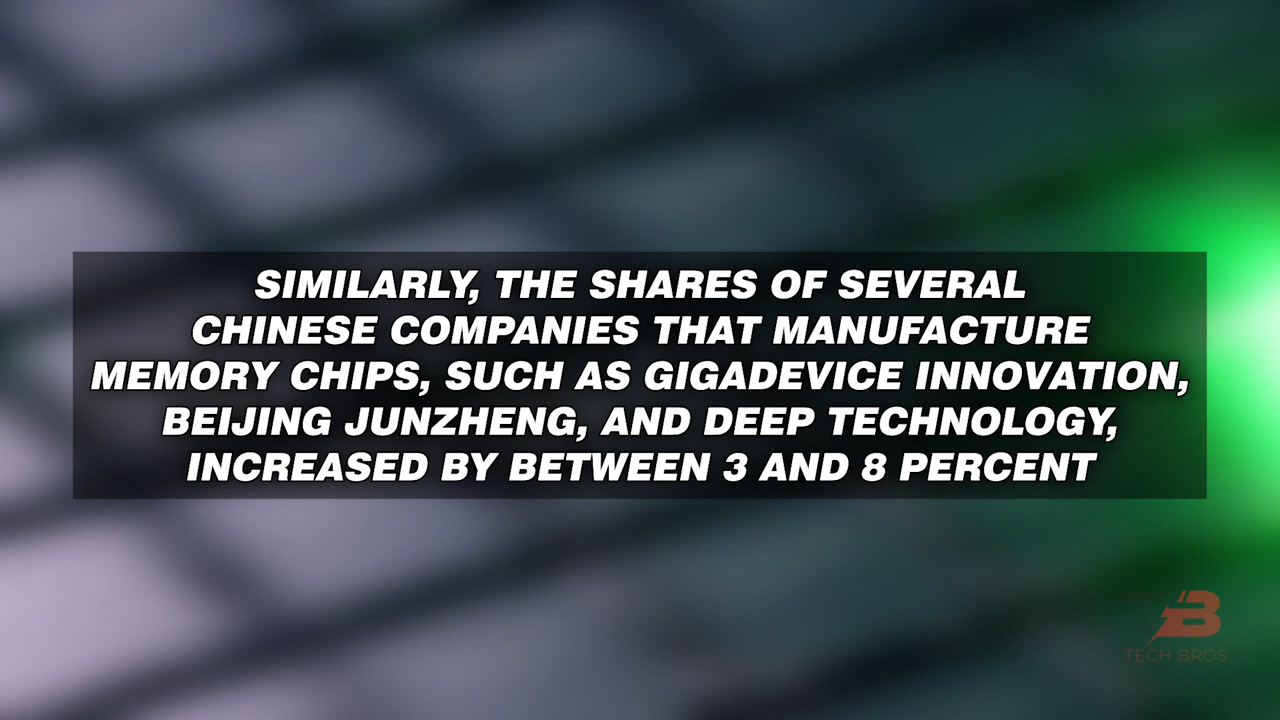 SIMILARLY, THE SHARES OF SEVERAL
CHINESE COMPANIES THAT MANUFACTURE
MEMORY CHIPS, SUCH AS GIGADEVICE INNOVATION,
BEIJING JUNZHENG, AND DEEP TECHNOLOGY,
INCREASED BY BETWEEN 3 AND 8 PERCENT
B
TECH BROS